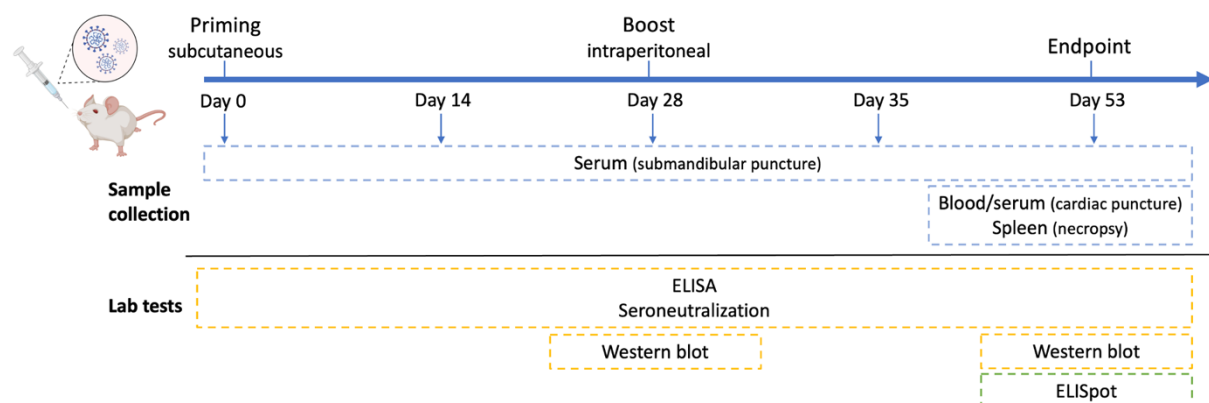 Priming
subcutaneous
Boost
intraperitoneal
Endpoint
Day 0
Day 14
Day 28
Day 35
Day 53
Serum (submandibular puncture)
Sample
collection
Blood/serum (cardiac puncture)
Spleen (necropsy)
Lab tests
ELISA
Seroneutralization
Western blot
Western blot
ELISpot